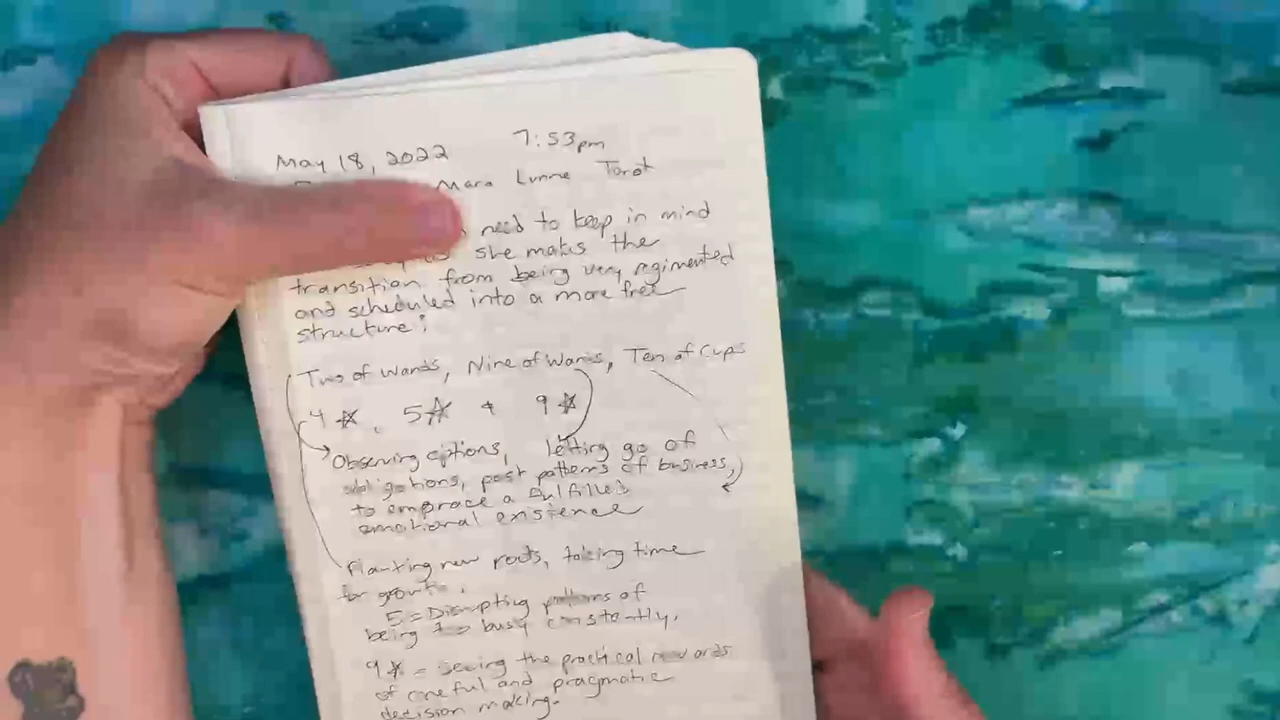 May 18, 2022 7:53pm
Mara Lunne Tarot
need to keep in mind
she makes the
transition from being very regimented
and scheduled into a more free
structure?
Two of Wands, Nine of Wands, Ten of Cups
4☆, 5☆ + 9☆
Observing options, letting go of
obligations, past patterns of business,
to embrace a fulfilled
emotional existence
Planting new roots, taking time
for growth.
5 = Disrupting patterns of
being too busy constantly.
9☆ = seeing the practical rewards
of careful and pragmatic
decision making.